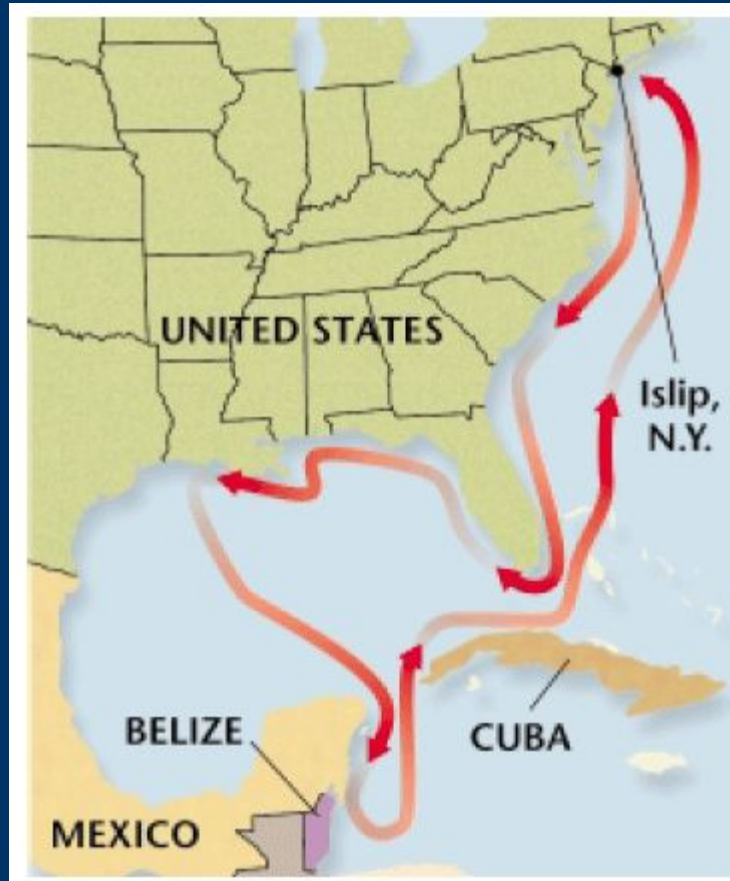 UNITED STATES
Islip,
N.Y.
BELIZE
CUBA
MEXICO